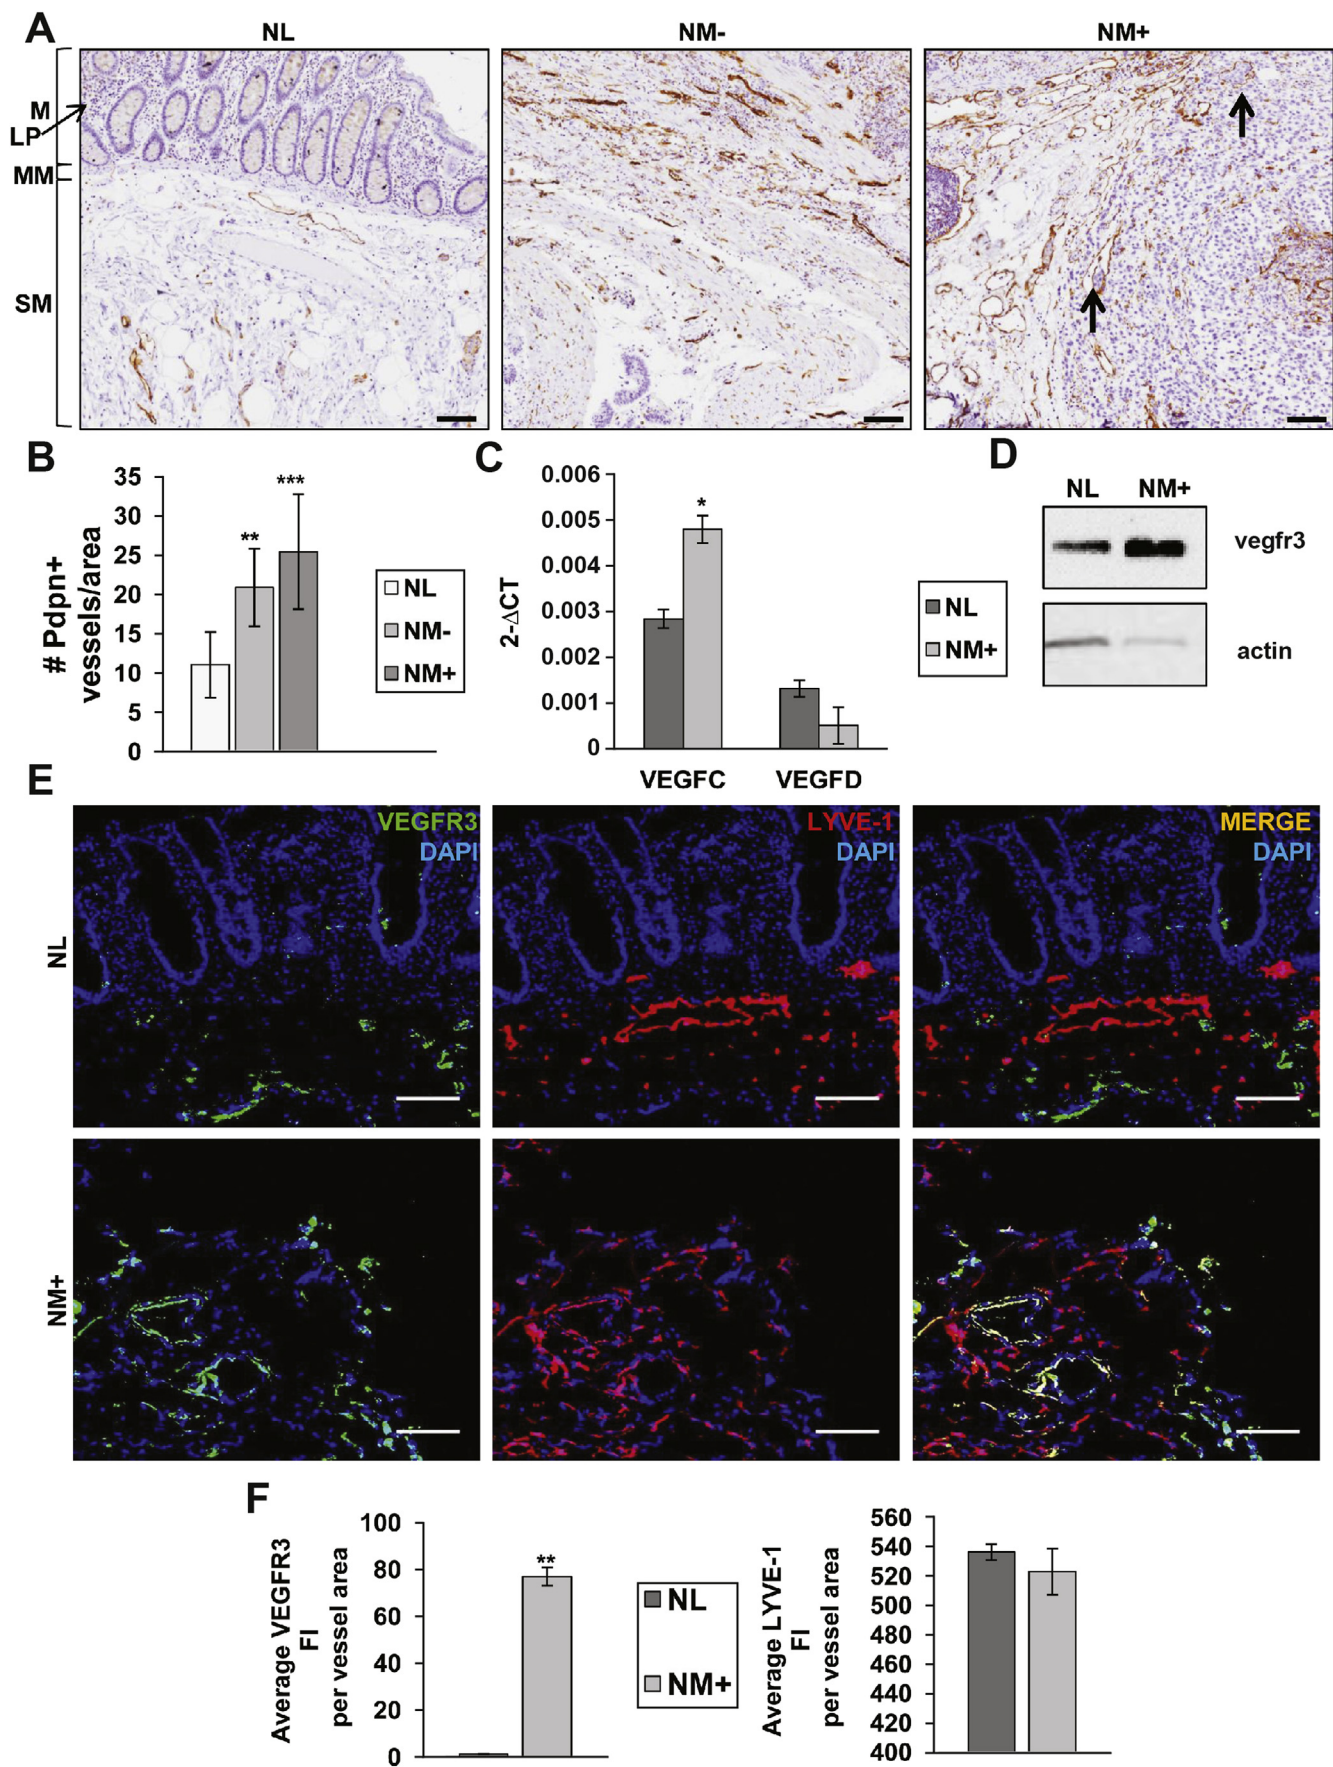 A
NL
NM-
NM+
M
LP
MM
SM
B
# Pdpn+
vessels/area
35
30
25
20
15
10
5
0
**
***
NL
NM-
NM+
C
2-ΔCT
0.006
0.005
0.004
0.003
0.002
0.001
0
*
VEGFC
VEGFD
NL
NM+
D
NL
NM+
vegfr3
actin
E
NL
VEGFR3
DAPI
LYVE-1
DAPI
MERGE
DAPI
NM+
F
Average VEGFR3
FI
per vessel area
100
80
60
40
20
0
**
NL
NM+
Average LYVE-1
FI
per vessel area
560
540
520
500
480
460
440
420
400